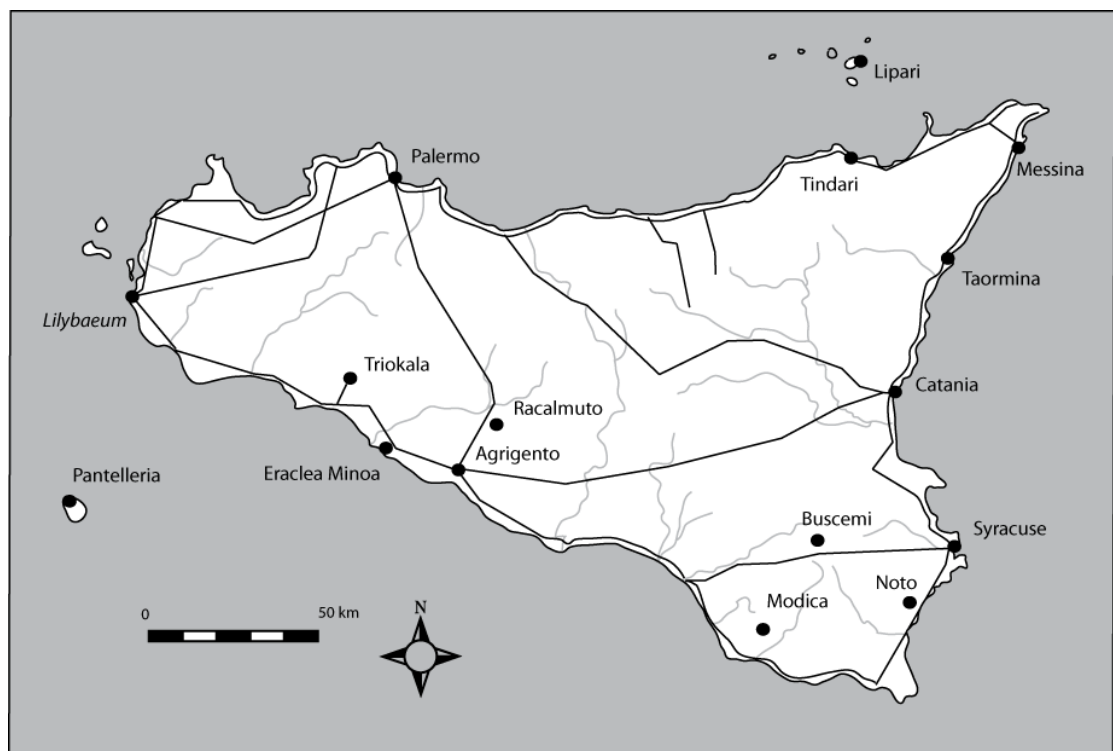 Lipari
Palermo
Tindari
Messina
Taormina
Lilybaeum
Triokala
Catania
Racalmuto
Agrigento
Eraclea Minoa
Pantelleria
Buscemi
Syracuse
Noto
Modica
0
50 km
N